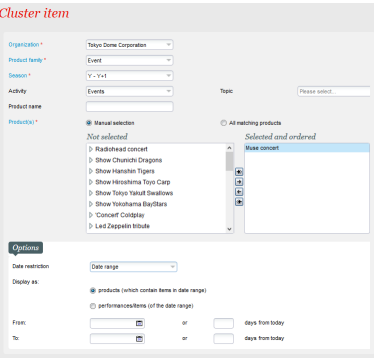 Cluster item
Organization * Tokyo Dome Corporation
Product family * Event
Season * Y - Y+1
Activity Events Topic Please select...
Product name
Product(s) * Manual selection All matching products
Not selected Selected and ordered
Radiohead concert Muse concert
Show Chunichi Dragons
Show Hanshin Tigers
Show Hiroshima Toyo Carp
Show Tokyo Yakult Swallows
Show Yokohama BayStars
'Concert' Coldplay
Led Zeppelin tribute
Options
Date restriction Date range
Display as:
products (which contain items in date range)
performances/items (of the date range)
From: or days from today
To: or days from today